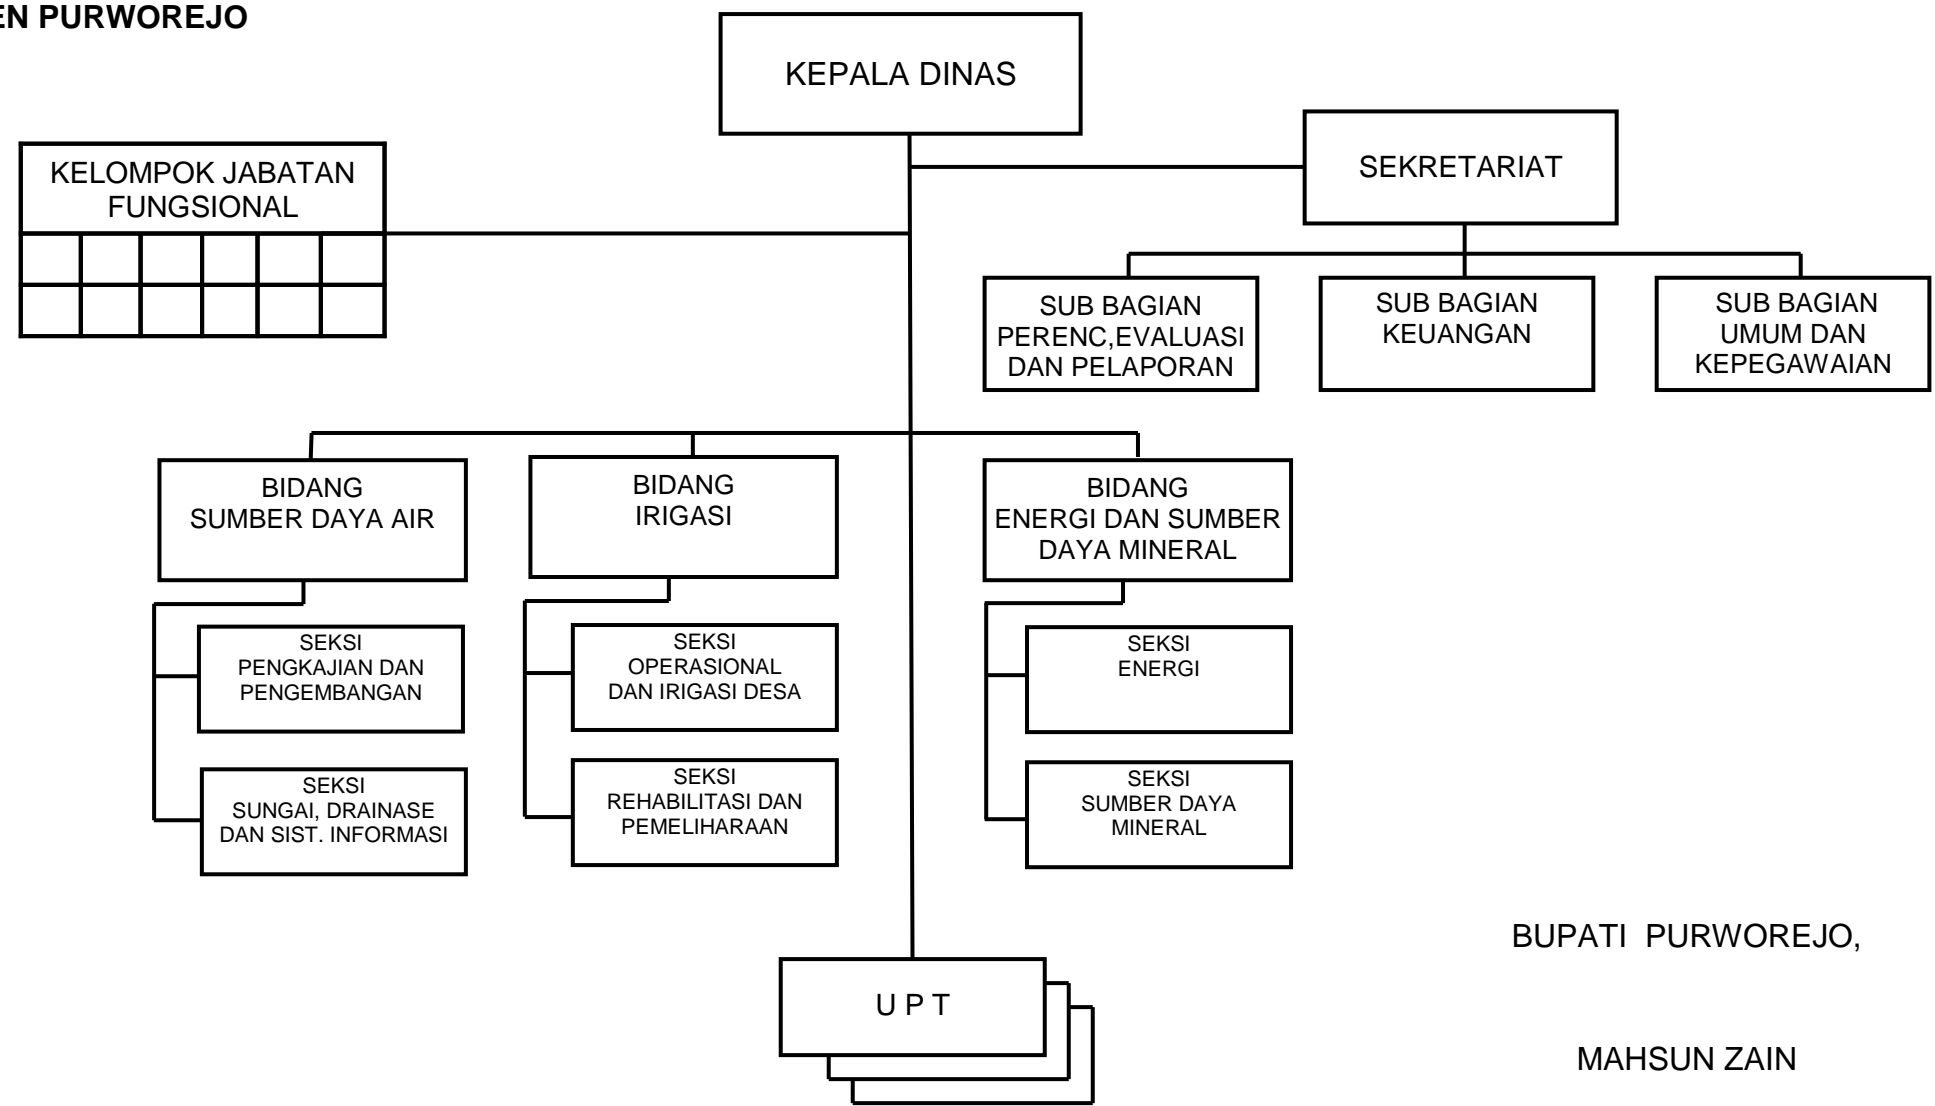 EN PURWOREJO
KEPALA DINAS
KELOMPOK JABATAN
FUNGSIONAL
SEKRETARIAT
SUB BAGIAN
PERENC,EVALUASI
DAN PELAPORAN
SUB BAGIAN
KEUANGAN
SUB BAGIAN
UMUM DAN
KEPEGAWAIAN
BIDANG
SUMBER DAYA AIR
BIDANG
IRIGASI
BIDANG
ENERGI DAN SUMBER
DAYA MINERAL
SEKSI
PENGKAJIAN DAN
PENGEMBANGAN
SEKSI
OPERASIONAL
DAN IRIGASI DESA
SEKSI
ENERGI
SEKSI
SUNGAI, DRAINASE
DAN SIST. INFORMASI
SEKSI
REHABILITASI DAN
PEMELIHARAAN
SEKSI
SUMBER DAYA
MINERAL
U P T
BUPATI PURWOREJO,
MAHSUN ZAIN